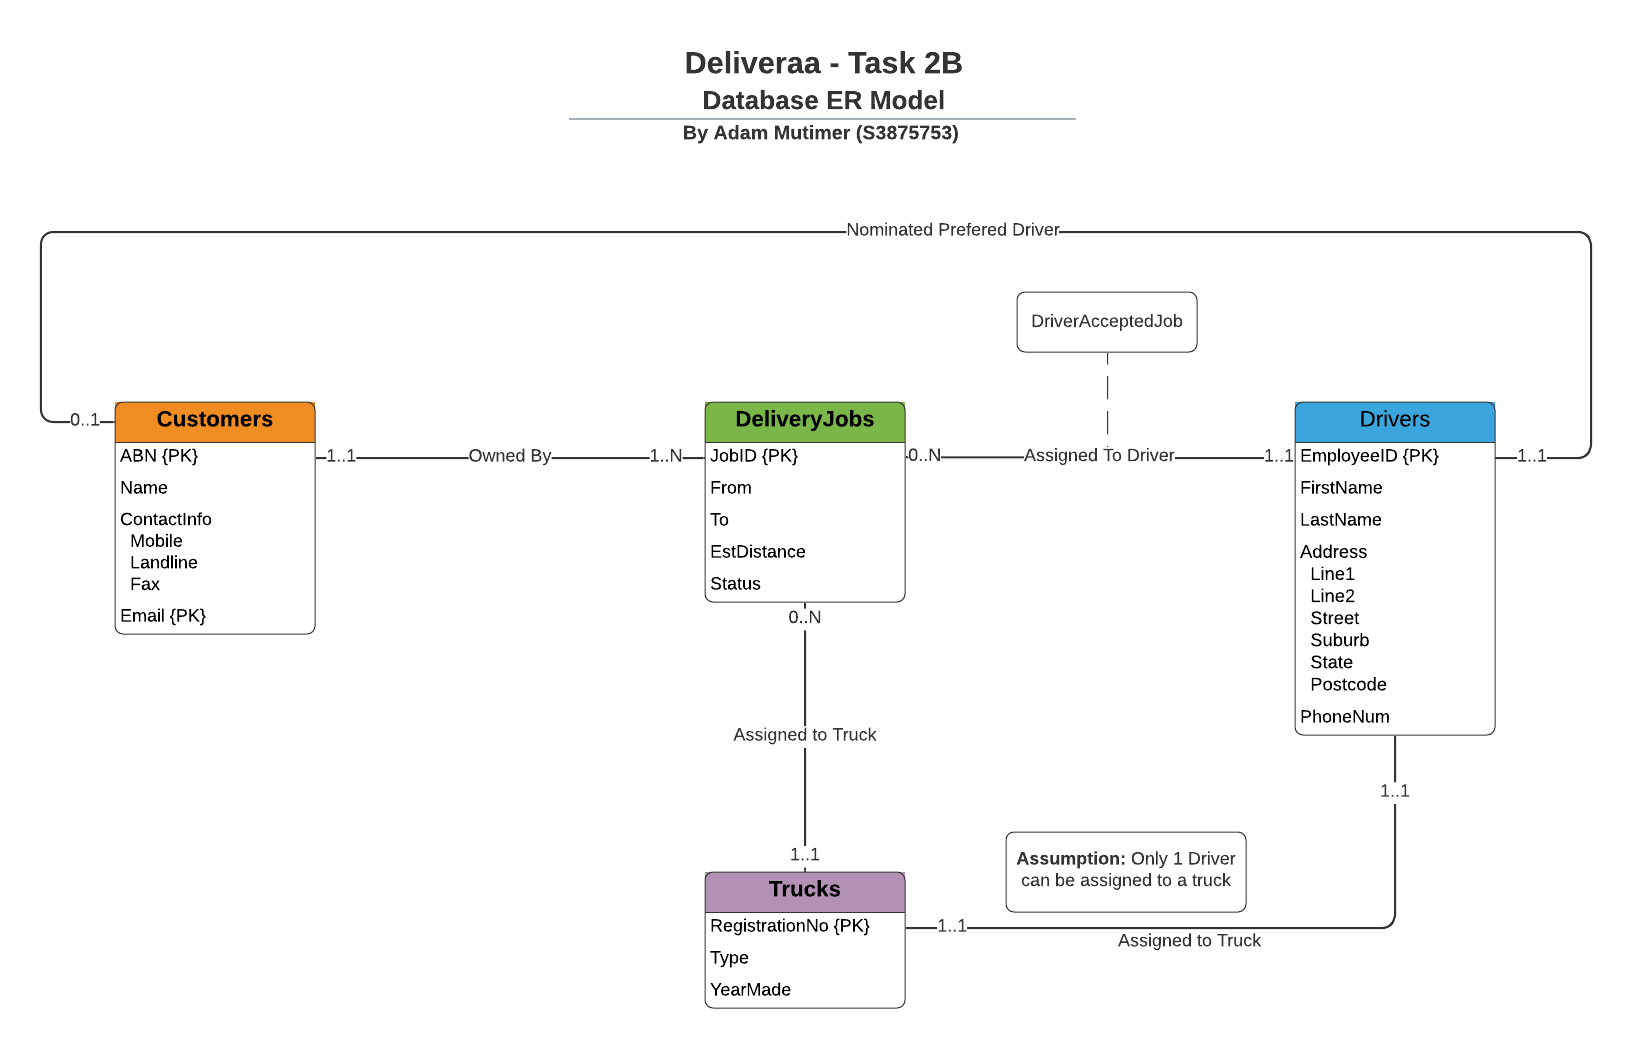 Deliveraa - Task 2B
Database ER Model
By Adam Mutimer (S3875753)
Nominated Prefered Driver
DriverAcceptedJob
0..1
Customers
ABN {PK}
Name
ContactInfo
Mobile
Landline
Fax
Email {PK}
1..1
Owned By
1..N
DeliveryJobs
JobID {PK}
From
To
EstDistance
Status
0..N
Assigned To Driver
1..1
Drivers
EmployeeID {PK}
FirstName
LastName
Address
Line1
Line2
Street
Suburb
State
Postcode
PhoneNum
1..1
0..N
Assigned to Truck
1..1
1..1
Assumption: Only 1 Driver
can be assigned to a truck
Trucks
RegistrationNo {PK}
Type
YearMade
1..1
Assigned to Truck